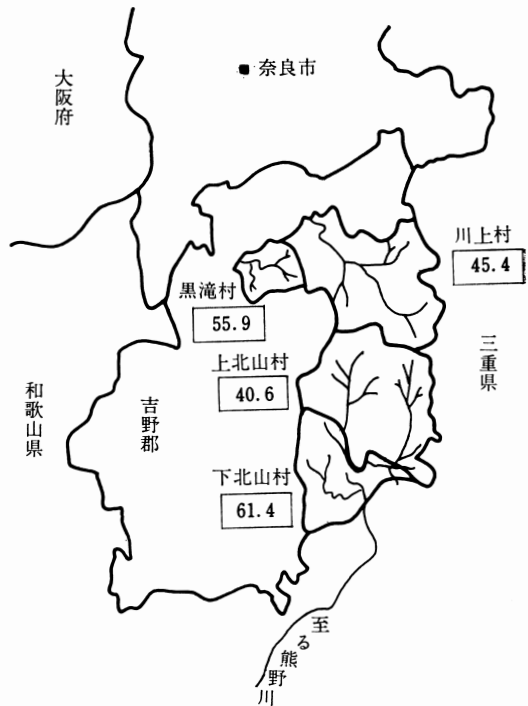 奈良市
大阪府
川上村
45.4
黒滝村
55.9
三重県
上北山村
40.6
和歌山県
吉野郡
下北山村
61.4
至る熊野川